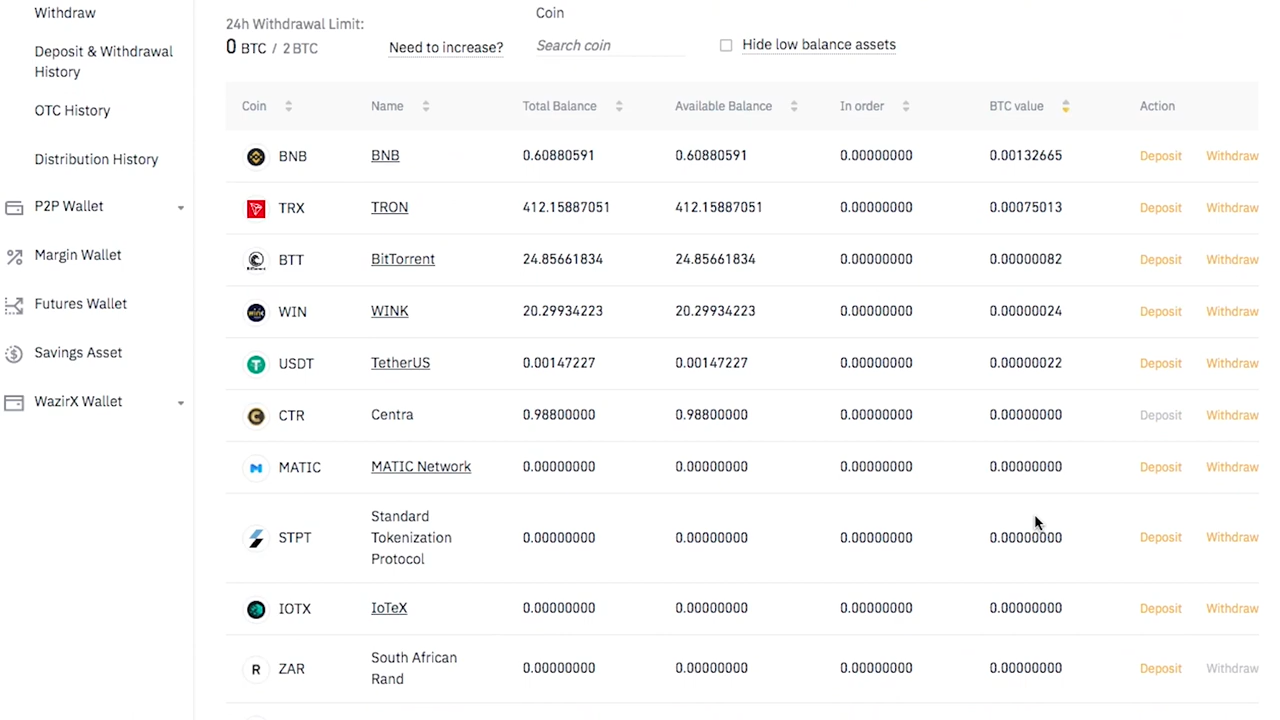 Withdraw
Deposit & Withdrawal
History
OTC History
Distribution History
P2P Wallet
Margin Wallet
Futures Wallet
Savings Asset
WazirX Wallet
24h Withdrawal Limit:
0 BTC / 2 BTC
Need to increase?
Coin
Search coin
Hide low balance assets
Coin Name Total Balance Available Balance In order BTC value Action
BNB BNB 0.60880591 0.60880591 0.00000000 0.00132665 Deposit Withdraw
TRX TRON 412.15887051 412.15887051 0.00000000 0.00075013 Deposit Withdraw
BTT BitTorrent 24.85661834 24.85661834 0.00000000 0.00000082 Deposit Withdraw
WIN WINK 20.29934223 20.29934223 0.00000000 0.00000024 Deposit Withdraw
USDT TetherUS 0.00147227 0.00147227 0.00000000 0.00000022 Deposit Withdraw
CTR Centra 0.98800000 0.98800000 0.00000000 0.00000000 Deposit Withdraw
MATIC MATIC Network 0.00000000 0.00000000 0.00000000 0.00000000 Deposit Withdraw
STPT Standard
Tokenization
Protocol 0.00000000 0.00000000 0.00000000 0.00000000 Deposit Withdraw
IOTX IoTeX 0.00000000 0.00000000 0.00000000 0.00000000 Deposit Withdraw
R ZAR South African
Rand 0.00000000 0.00000000 0.00000000 0.00000000 Deposit Withdraw